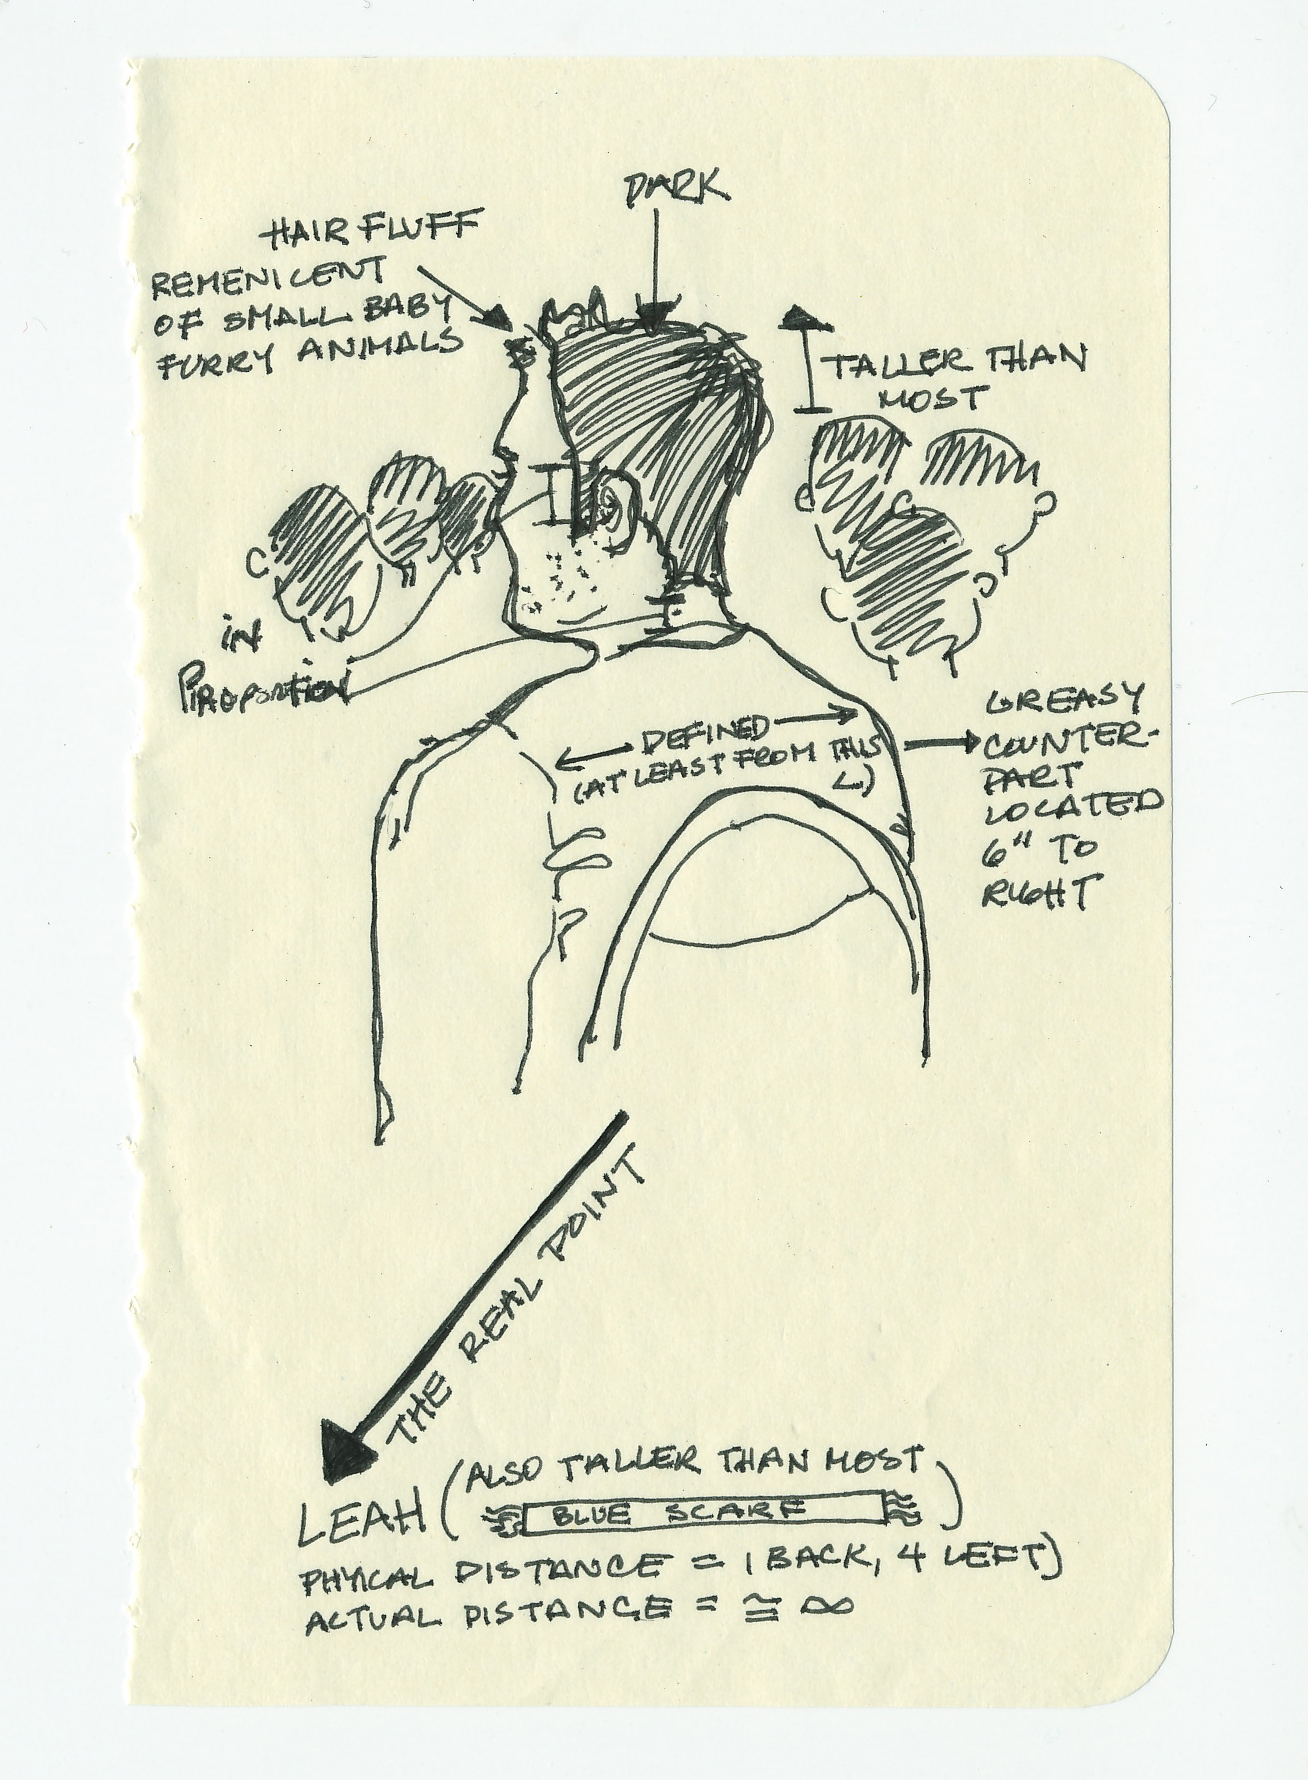 DARK
HAIR FLUFF
REMENICENT
OF SMALL BABY
FURRY ANIMALS
TALLER THAN
MOST
in
Proportion
DEFINED
(AT LEAST FROM THIS
∠)
GREASY
COUNTER-
PART
LOCATED
6" TO
RIGHT
THE REAL POINT
LEAH (ALSO TALLER THAN MOST
BLUE SCARF)
PHYICAL DISTANCE = 1 BACK, 4 LEFT)
ACTUAL DISTANCE = ≅ ∞